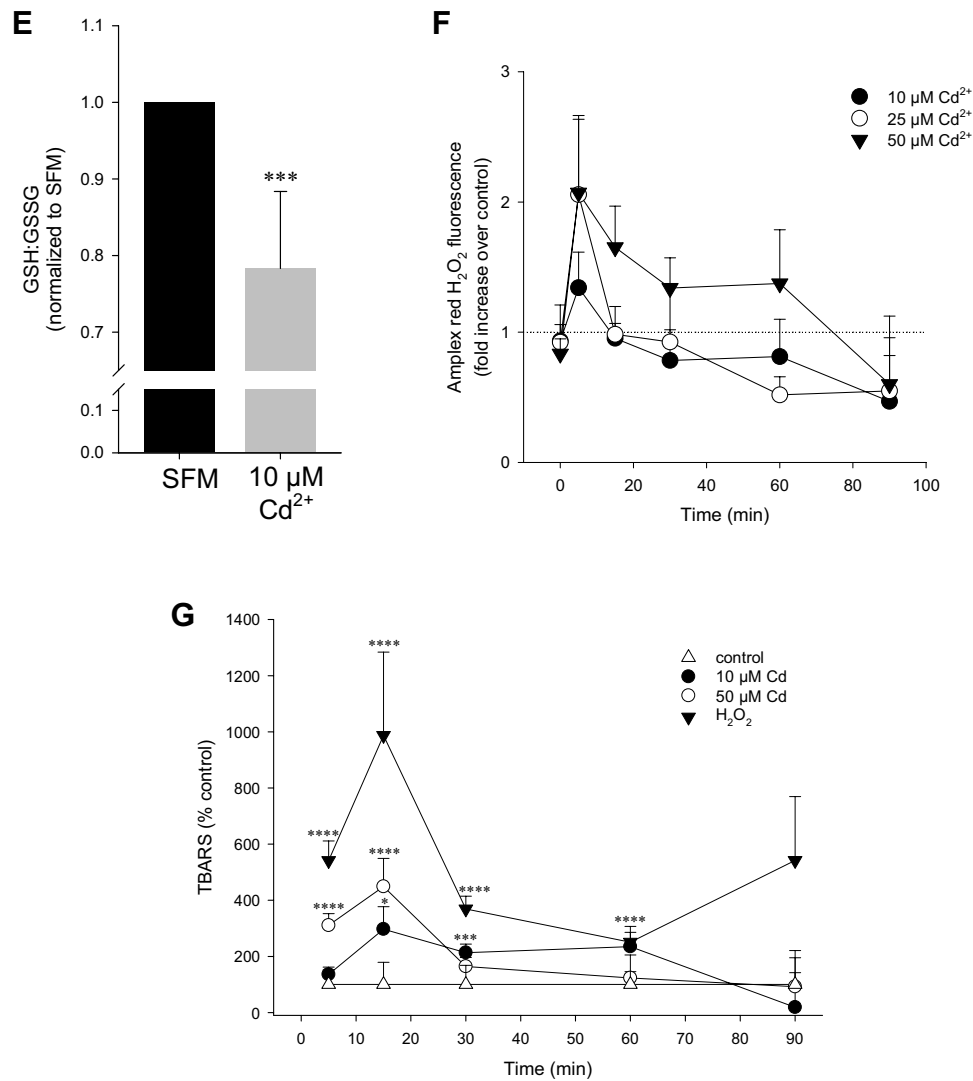 E
1.1
1.0
0.9
0.8
0.7
0.1
0.0
GSH:GSSG
(normalized to SFM)
***
SFM
10 µM
Cd²⁺
F
3
2
1
0
Amplex red H₂O₂ fluorescence
(fold increase over control)
10 µM Cd²⁺
25 µM Cd²⁺
50 µM Cd²⁺
0 20 40 60 80 100
Time (min)
G
1400
1200
1000
800
600
400
200
0
TBARS (% control)
****
****
****
****
*
****
***
****
control
10 µM Cd
50 µM Cd
H₂O₂
0 10 20 30 40 50 60 70 80 90
Time (min)